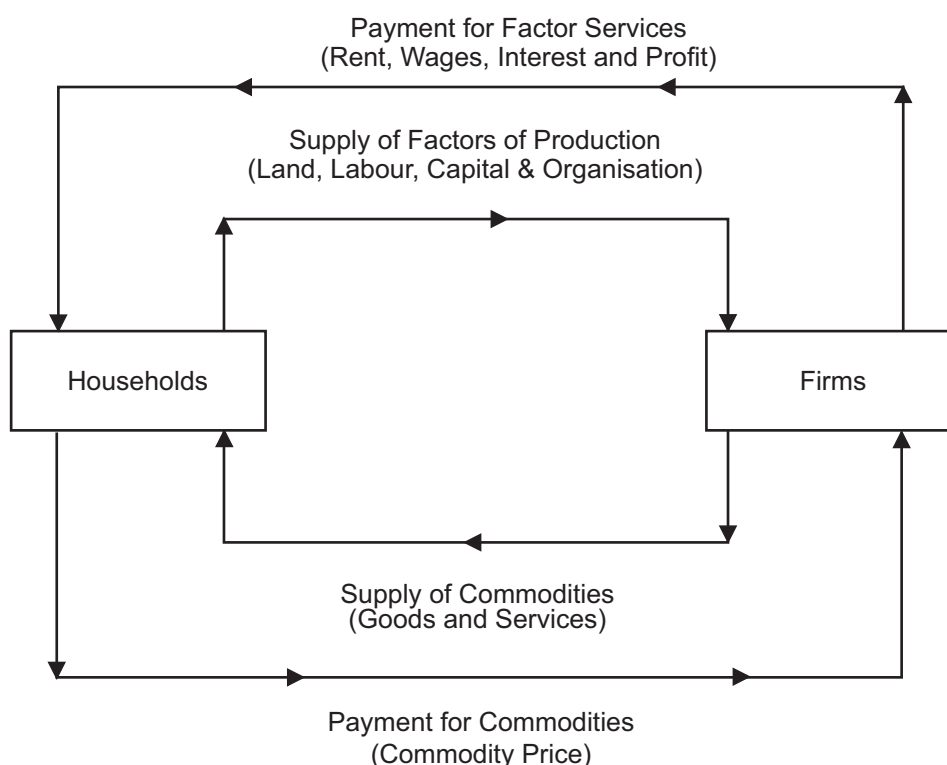 Payment for Factor Services
(Rent, Wages, Interest and Profit)
Supply of Factors of Production
(Land, Labour, Capital & Organisation)
Households
Firms
Supply of Commodities
(Goods and Services)
Payment for Commodities
(Commodity Price)